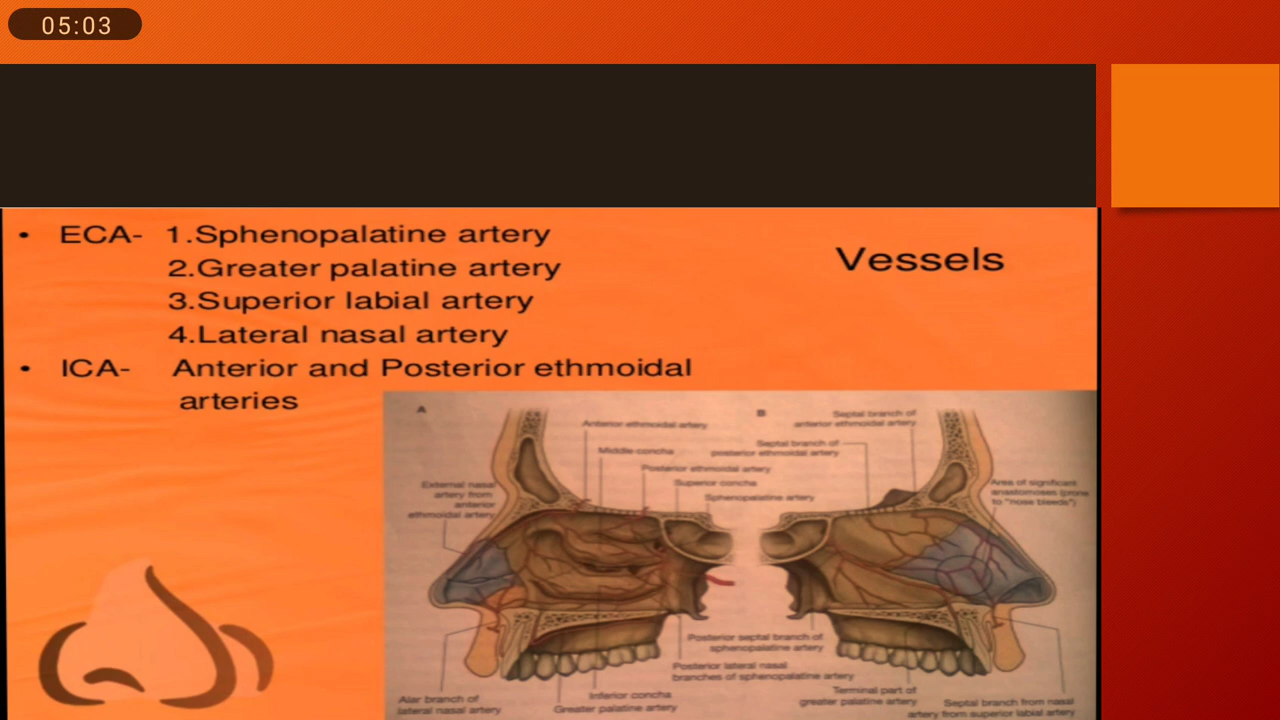 05:03
• ECA- 1.Sphenopalatine artery
2.Greater palatine artery
3.Superior labial artery
4.Lateral nasal artery
• ICA- Anterior and Posterior ethmoidal
arteries
Vessels
A
Anterior ethmoidal artery
Middle concha
Posterior ethmoidal artery
Superior concha
Sphenopalatine artery
External nasal
artery from
anterior
ethmoidal artery
Alar branch of
lateral nasal artery
Inferior concha
Greater palatine artery
Posterior lateral nasal
branches of sphenopalatine artery
Posterior septal branch of
sphenopalatine artery
B
Septal branch of
anterior ethmoidal artery
Septal branch of
posterior ethmoidal artery
Area of significant
anastomoses (prone
to "nose bleeds")
Terminal part of
greater palatine artery
Septal branch from nasal
artery from superior labial artery